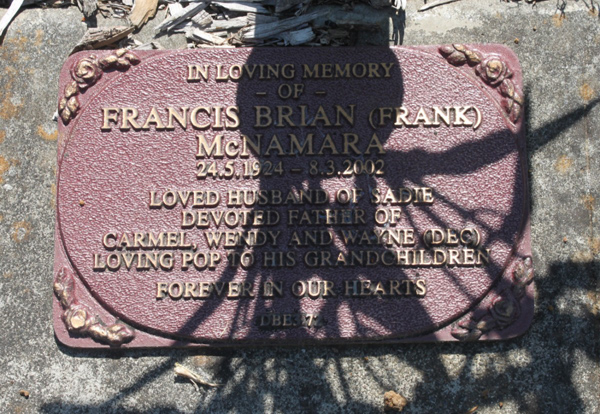 IN LOVING MEMORY
– OF –
FRANCIS BRIAN (FRANK)
McNAMARA
24.5.1924 – 8.3.2002
LOVED HUSBAND OF SADIE
DEVOTED FATHER OF
CARMEL, WENDY AND WAYNE (DEC)
LOVING POP TO HIS GRANDCHILDREN
FOREVER IN OUR HEARTS